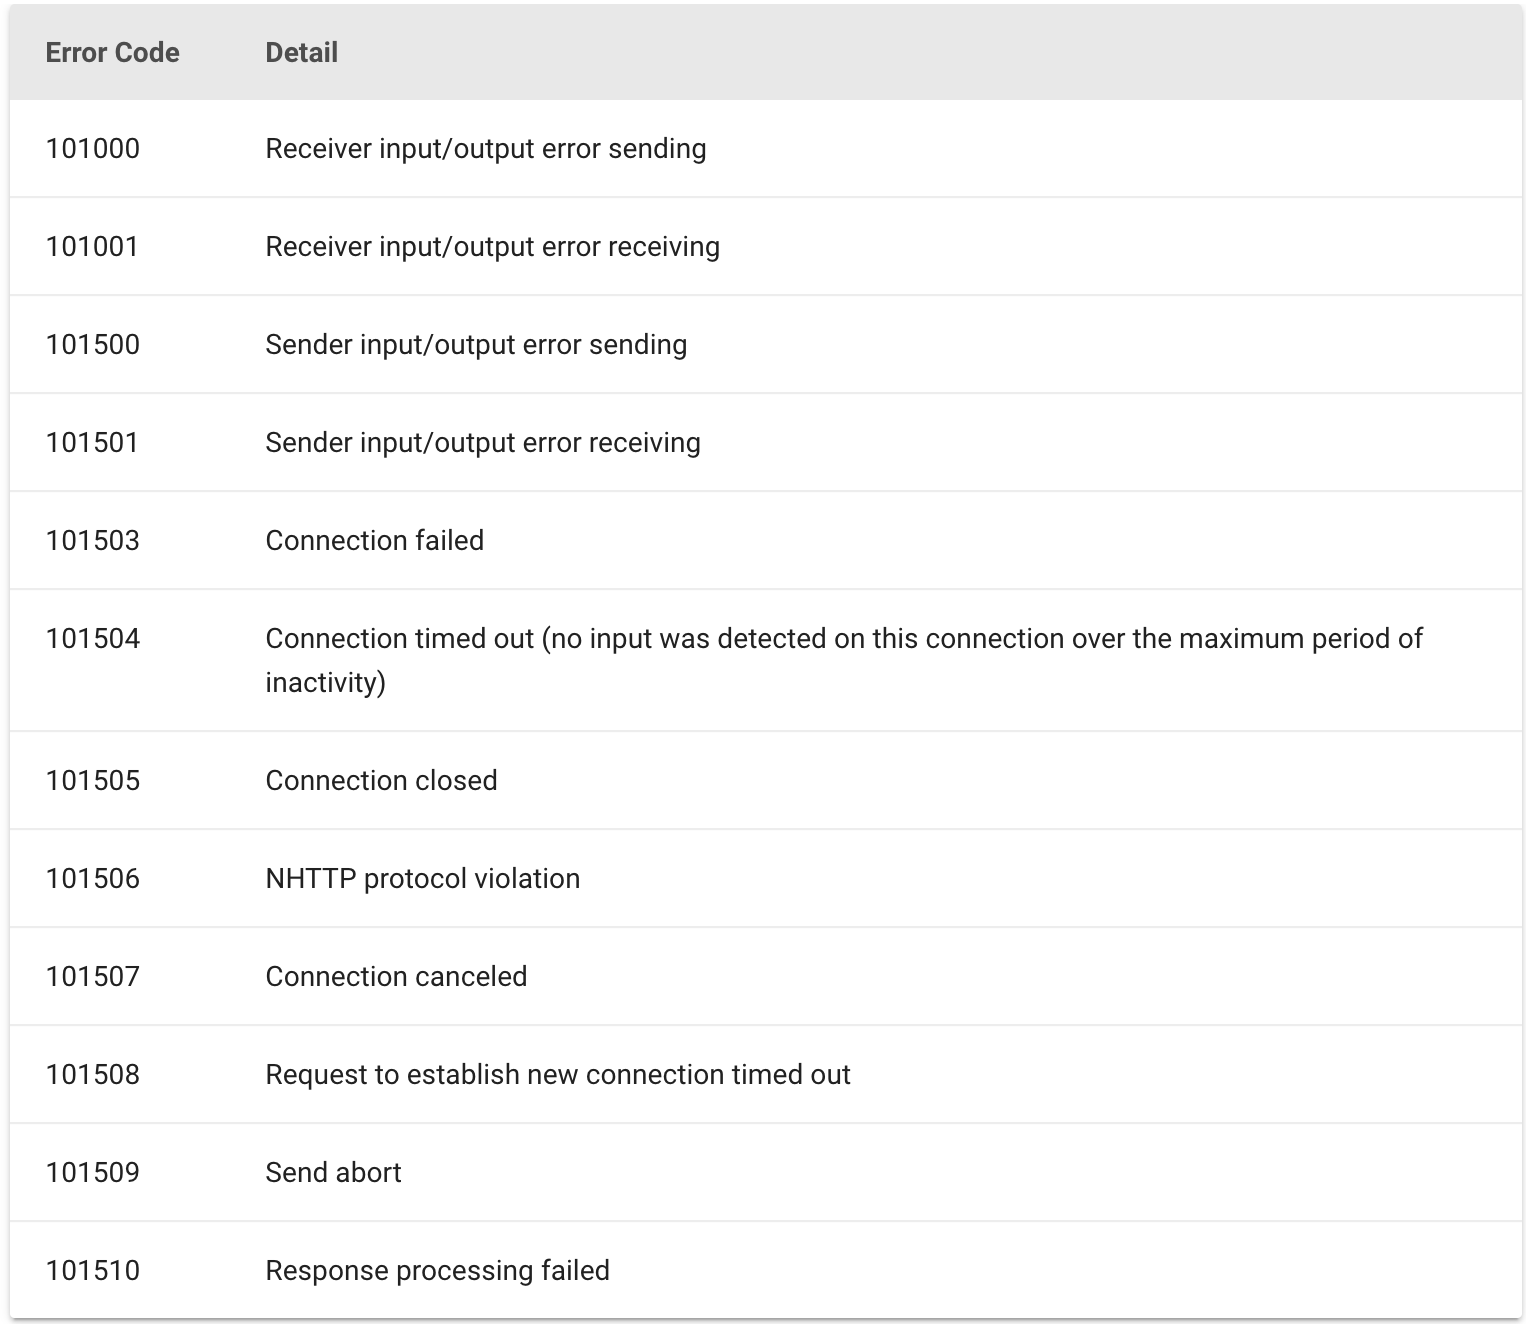 Error Code Detail
101000 Receiver input/output error sending
101001 Receiver input/output error receiving
101500 Sender input/output error sending
101501 Sender input/output error receiving
101503 Connection failed
101504 Connection timed out (no input was detected on this connection over the maximum period of
inactivity)
101505 Connection closed
101506 NHTTP protocol violation
101507 Connection canceled
101508 Request to establish new connection timed out
101509 Send abort
101510 Response processing failed